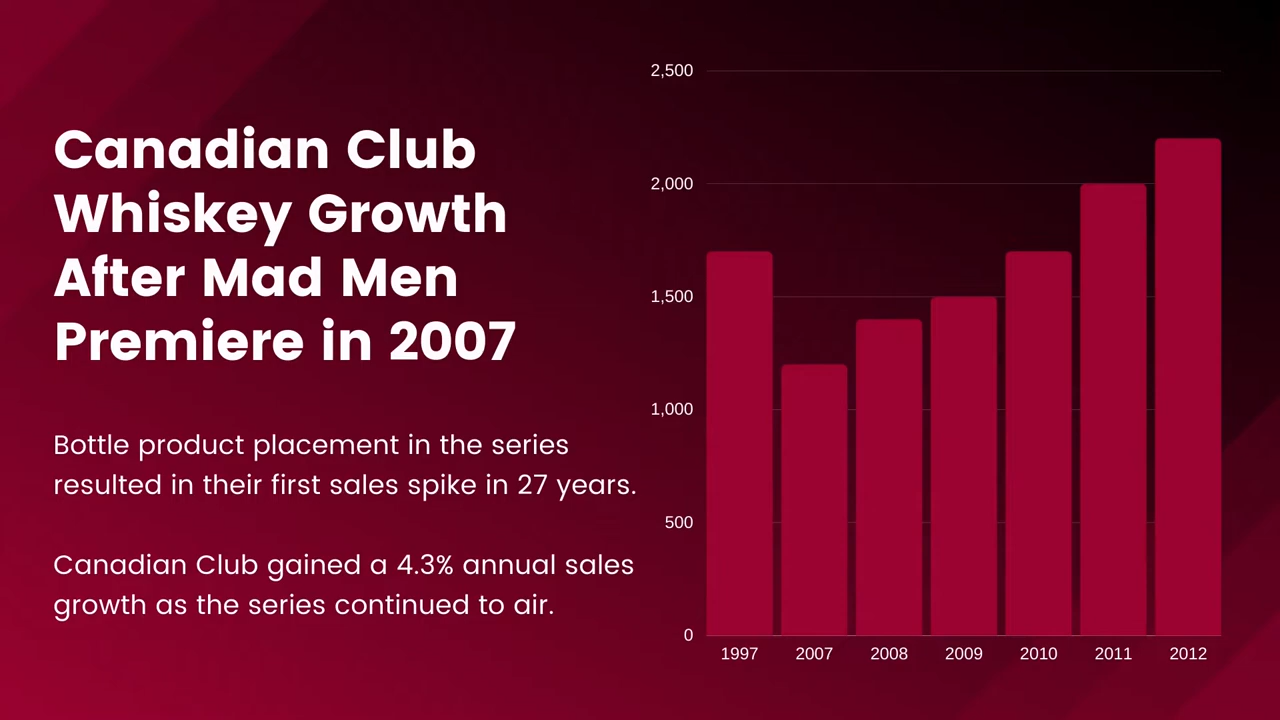 Canadian Club
Whiskey Growth
After Mad Men
Premiere in 2007
Bottle product placement in the series
resulted in their first sales spike in 27 years.
Canadian Club gained a 4.3% annual sales
growth as the series continued to air.
2,500
2,000
1,500
1,000
500
0
1997 2007 2008 2009 2010 2011 2012